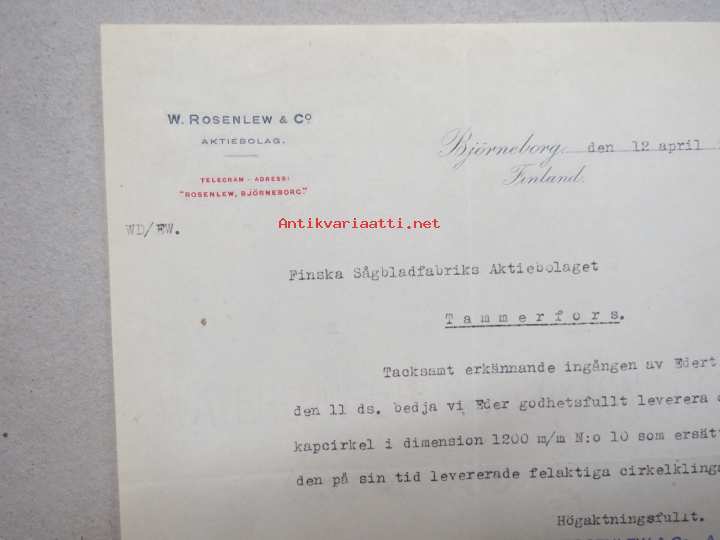 W. ROSENLEW & Cº
AKTIEBOLAG.
TELEGRAM - ADRESS:
"ROSENLEW, BJÖRNEBORG."
Björneborg, den 12 april
Finland.
Antikvariaatti.net
WD/EW.
Finska Sågbladfabriks Aktiebolaget
Tammerfors.
Tacksamt erkännande ingången av Edert
den 11 ds. bedja vi Eder godhetsfullt leverera
kapcirkel i dimension 1200 m/m N:o 10 som ersätt
den på sin tid levererade felaktiga cirkelklinga
Högaktningsfullt.